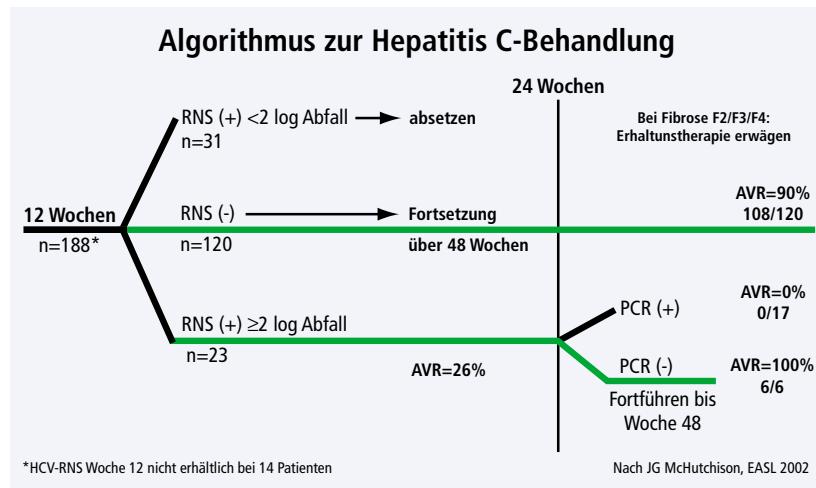 Algorithmus zur Hepatitis C-Behandlung
24 Wochen
RNS (+) <2 log Abfall
absetzen
n=31
Bei Fibrose F2/F3/F4:
Erhaltunstherapie erwägen
12 Wochen
n=188*
RNS (-)
Fortsetzung
n=120
über 48 Wochen
AVR=90%
108/120
RNS (+) ≥2 log Abfall
n=23
AVR=26%
PCR (+)
AVR=0%
0/17
PCR (-)
AVR=100%
6/6
Fortführen bis
Woche 48
*HCV-RNS Woche 12 nicht erhältlich bei 14 Patienten
Nach JG McHutchison, EASL 2002